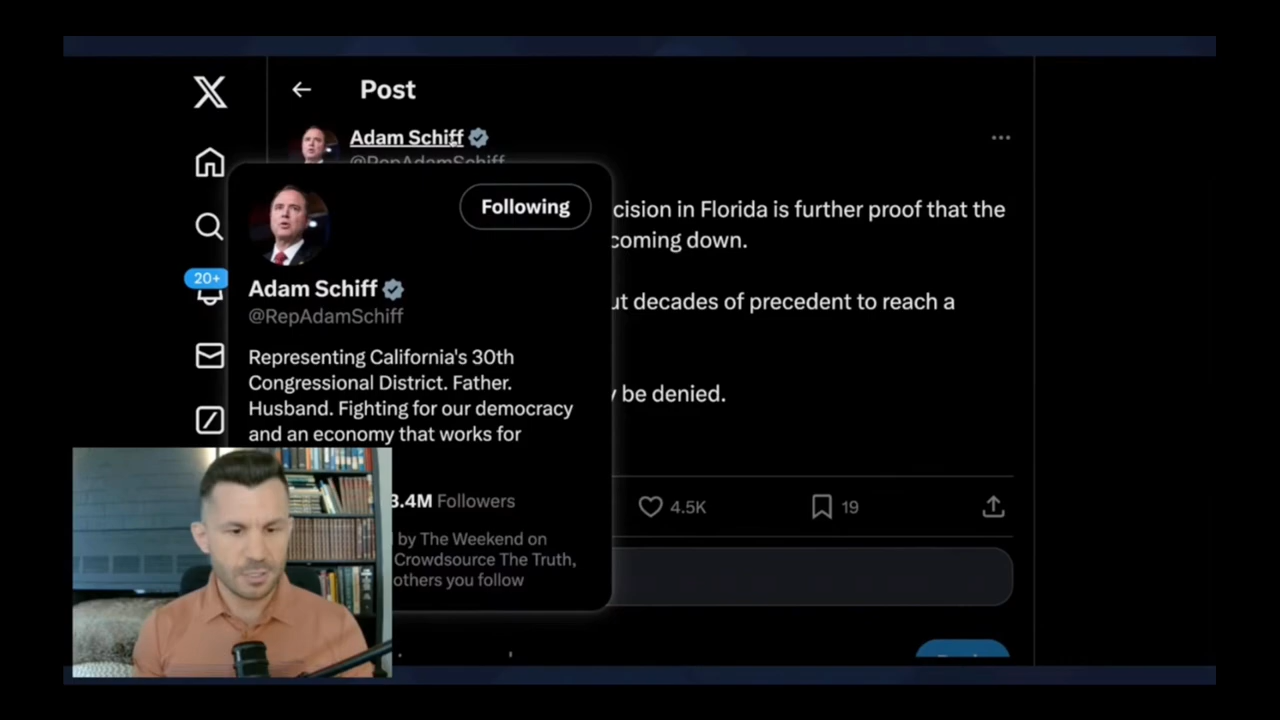 Post
Adam Schiff
@RepAdamSchiff
Following
cision in Florida is further proof that the
coming down.
Adam Schiff
@RepAdamSchiff
20+
ut decades of precedent to reach a
Representing California's 30th
Congressional District. Father.
Husband. Fighting for our democracy
and an economy that works for
be denied.
3.4M Followers
4.5K
19
by The Weekend on
Crowdsource The Truth,
others you follow